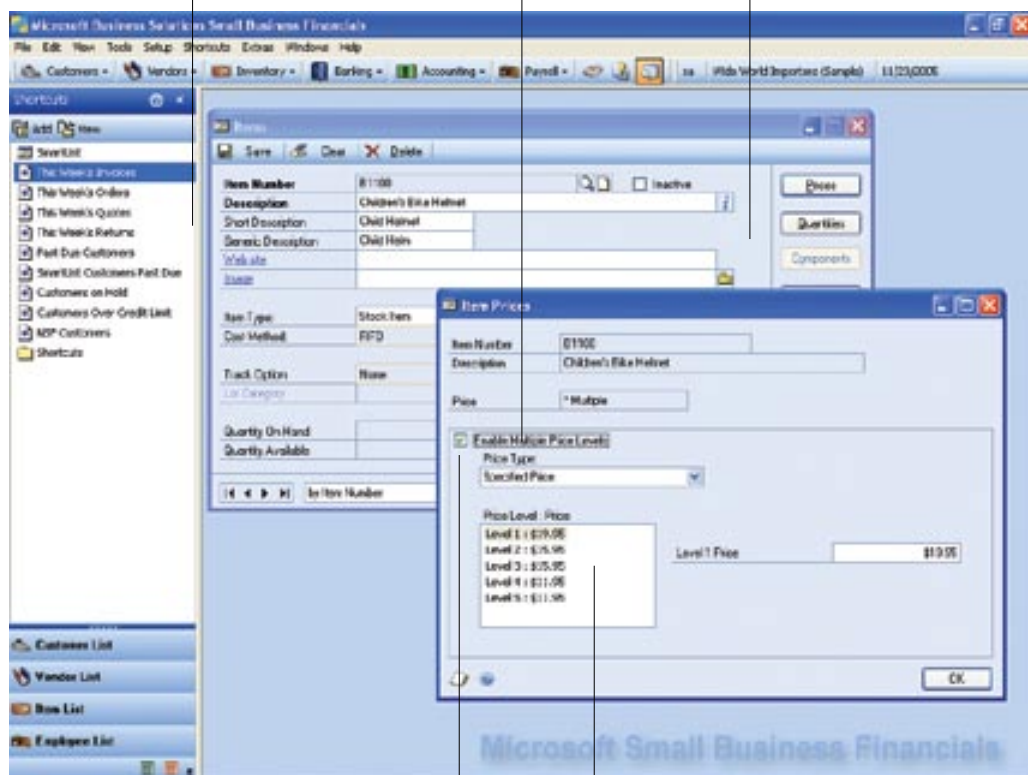 Microsoft Business Solutions Small Business Financials
File Edit View Tools Setup Shortcuts Extras Windows Help
Customers Vendors Inventory Banking Accounting Payroll sa Wide World Importers (Sample) 11/23/2005
Shortcuts
Add New
SmartList
This Week's Invoices
This Week's Orders
This Week's Quotes
This Week's Returns
Past Due Customers
SmartList Customers Past Due
Customers on Hold
Customers Over Credit Limit
NSF Customers
Shortcuts
Customer List
Vendor List
Item List
Employee List
Items
Save Clear Delete
Item Number B1100 Inactive
Description Children's Bike Helmet
Short Description Child Helmet
Generic Description Child Helm
Web site
Image
Item Type Stock Item
Cost Method FIFO
Track Option None
Lot Category
Quantity On Hand
Quantity Available
by Item Number
Prices
Quantities
Components
Item Prices
Item Number B1100
Description Children's Bike Helmet
Price * Multiple
Enable Multiple Price Levels
Price Type
Specified Price
Price Level : Price
Level 1 : $19.95
Level 2 : $15.95
Level 3 : $15.95
Level 4 : $11.95
Level 5 : $11.95
Level 1 Price $19.95
OK
Microsoft Small Business Financials